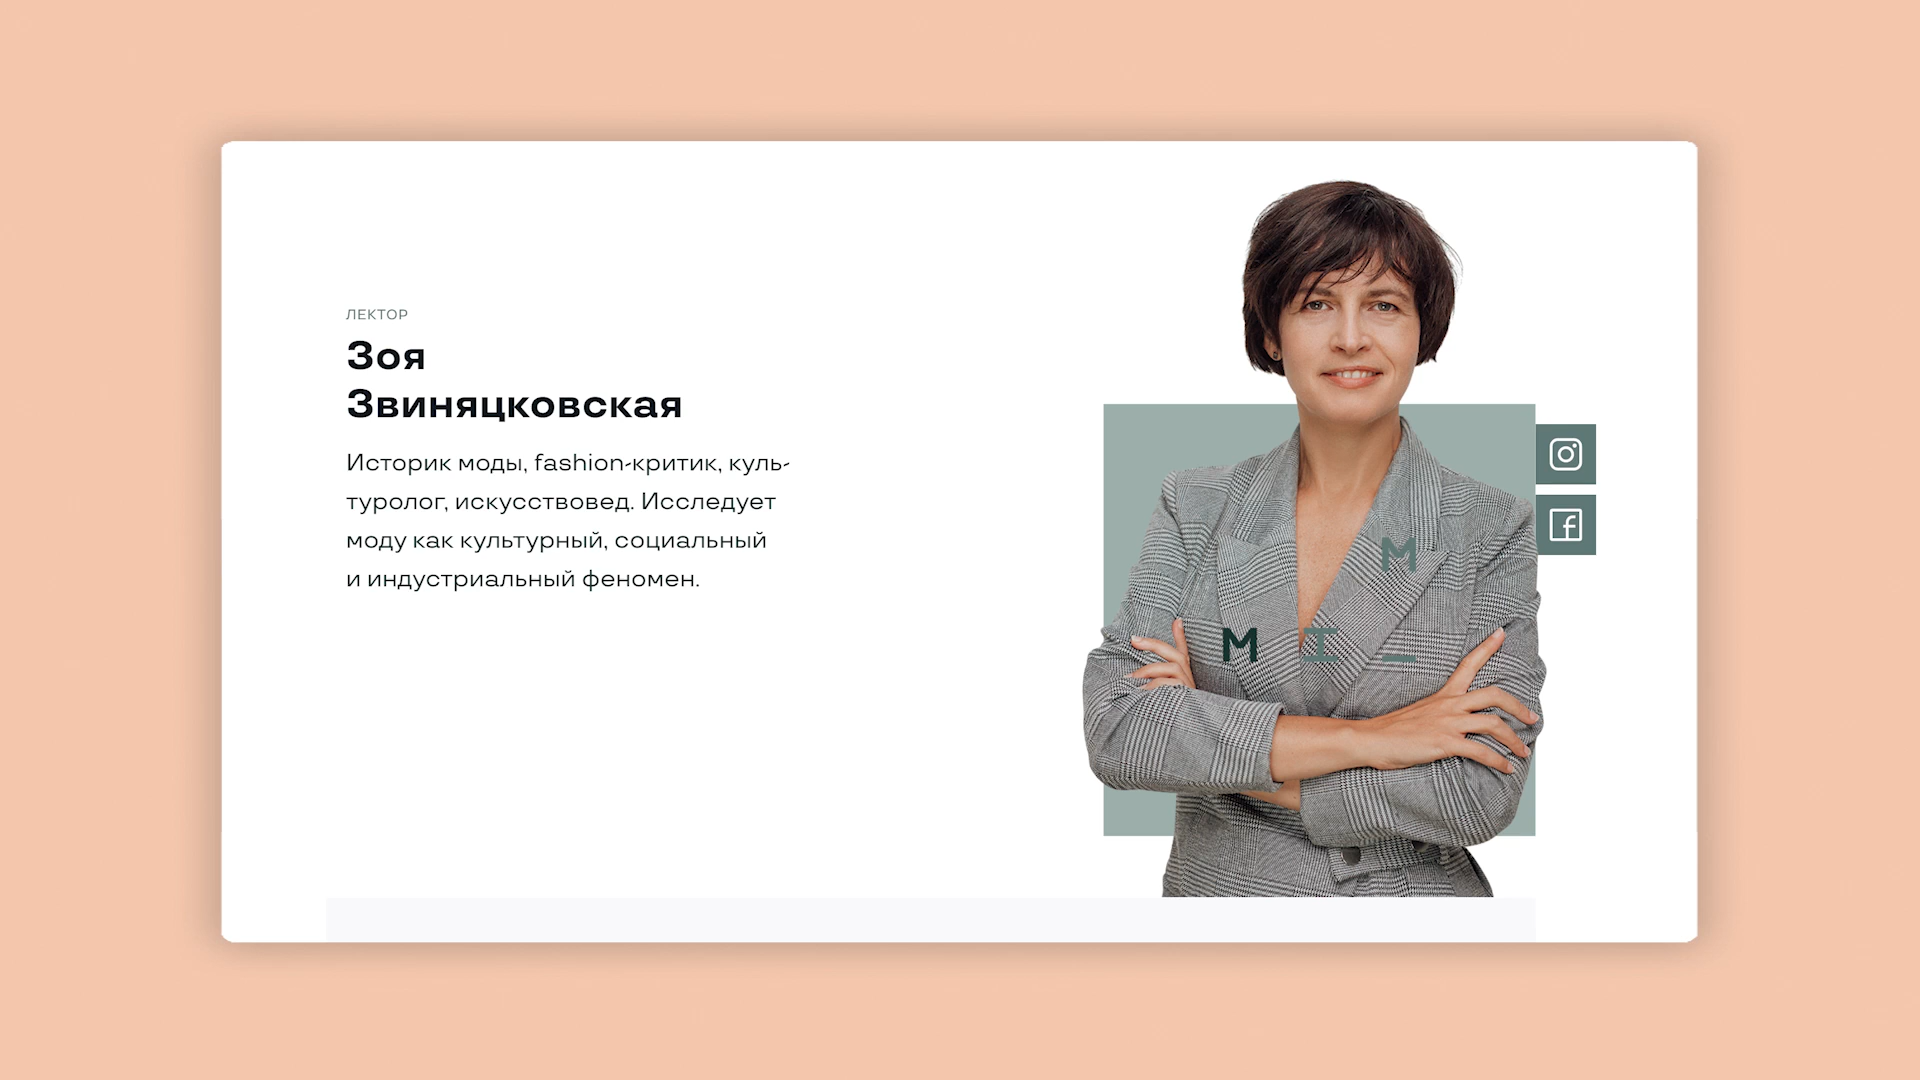 ЛЕКТОР
Зоя
Звиняцковская
Историк моды, fashion-критик, куль-
туролог, искусствовед. Исследует
моду как культурный, социальный
и индустриальный феномен.
M
M I _